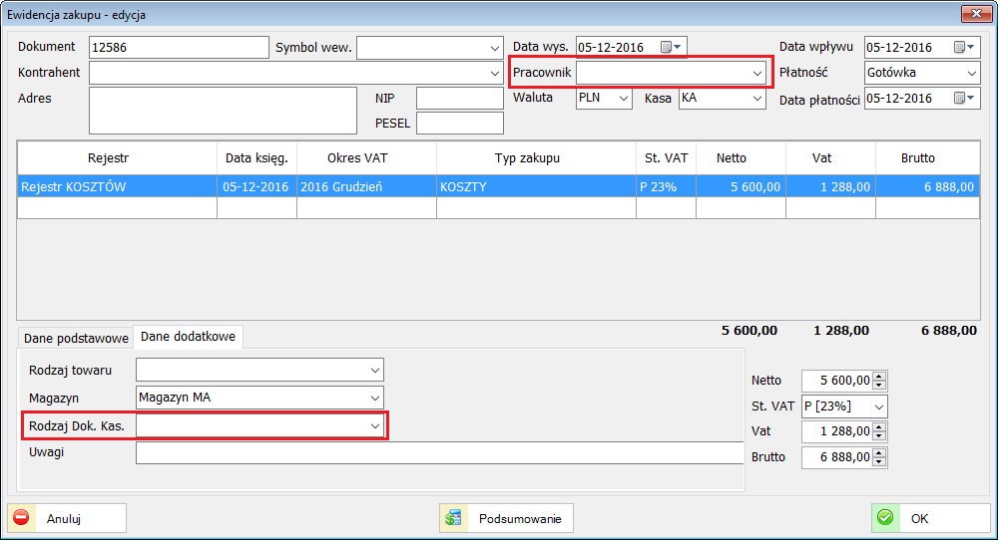 Ewidencja zakupu - edycja
Dokument 12586 Symbol wew. Data wys. 05-12-2016 Data wpływu 05-12-2016
Kontrahent Pracownik Płatność Gotówka
Adres NIP Waluta PLN Kasa KA Data płatności 05-12-2016
PESEL
Rejestr Data księg. Okres VAT Typ zakupu St. VAT Netto Vat Brutto
Rejestr KOSZTÓW 05-12-2016 2016 Grudzień KOSZTY P 23% 5 600,00 1 288,00 6 888,00
5 600,00 1 288,00 6 888,00
Dane podstawowe Dane dodatkowe
Rodzaj towaru
Netto 5 600,00
Magazyn Magazyn MA
St. VAT P [23%]
Rodzaj Dok. Kas.
Vat 1 288,00
Uwagi
Brutto 6 888,00
Anuluj Podsumowanie OK